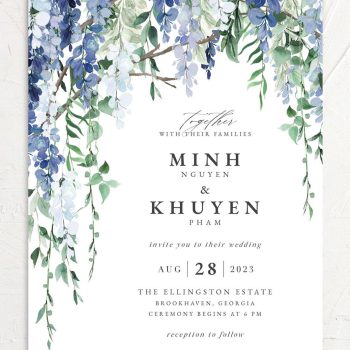 Together
WITH THEIR FAMILIES
MINH
NGUYEN
&
KHUYEN
PHAM
invite you to their wedding
AUG | 28 | 2023
THE ELLINGSTON ESTATE
BROOKHAVEN, GEORGIA
CEREMONY BEGINS AT 6 PM
reception to follow